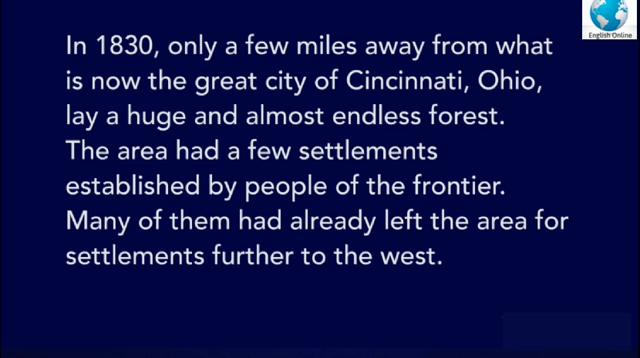 English Online
In 1830, only a few miles away from what
is now the great city of Cincinnati, Ohio,
lay a huge and almost endless forest.
The area had a few settlements
established by people of the frontier.
Many of them had already left the area for
settlements further to the west.